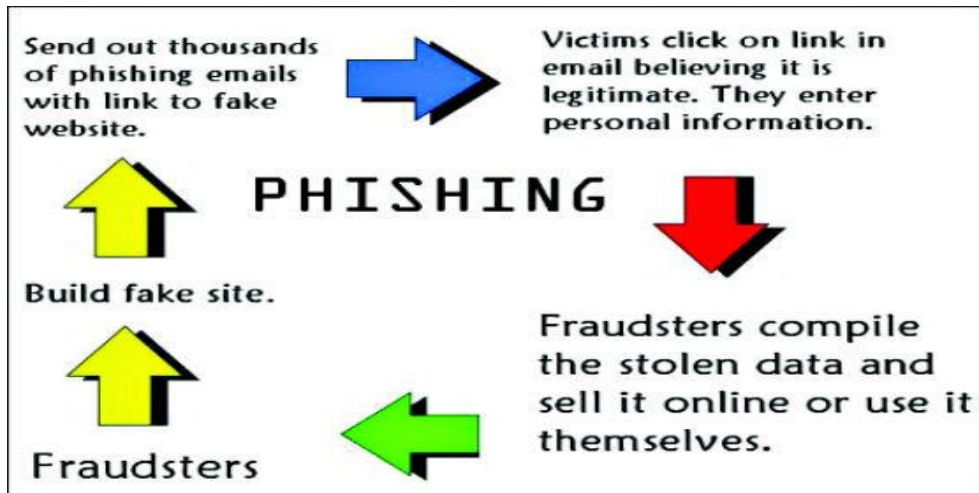 Send out thousands
of phishing emails
with link to fake
website.
Victims click on link in
email believing it is
legitimate. They enter
personal information.
PHISHING
Build fake site.
Fraudsters compile
the stolen data and
sell it online or use it
themselves.
Fraudsters